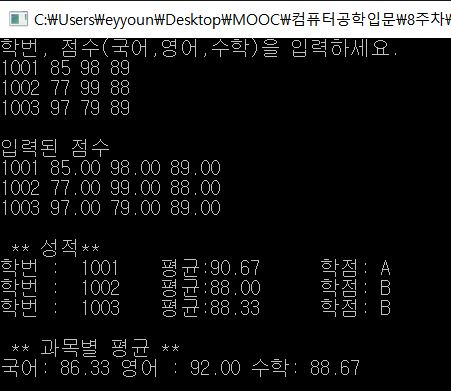 C:₩Users₩eyyoun₩Desktop₩MOOC₩컴퓨터공학입문₩8주차₩
학번, 점수(국어,영어,수학)을 입력하세요.
1001 85 98 89
1002 77 99 88
1003 97 79 89
입력된 점수
1001 85.00 98.00 89.00
1002 77.00 99.00 88.00
1003 97.00 79.00 89.00
** 성적**
학번 : 1001 평균:90.67 학점: A
학번 : 1002 평균:88.00 학점: B
학번 : 1003 평균:88.33 학점: B
** 과목별 평균 **
국어: 86.33 영어 : 92.00 수학: 88.67